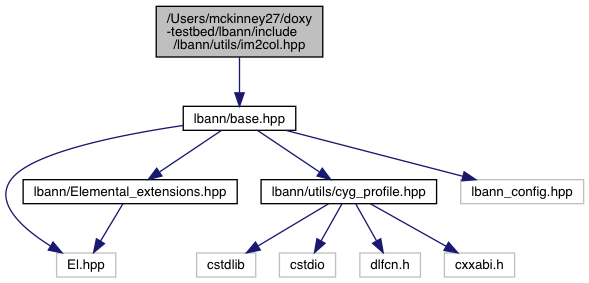 /Users/mckinney27/doxy
-testbed/lbann/include
/lbann/utils/im2col.hpp
lbann/base.hpp
lbann/Elemental_extensions.hpp
lbann/utils/cyg_profile.hpp
lbann_config.hpp
El.hpp
cstdlib
cstdio
dlfcn.h
cxxabi.h